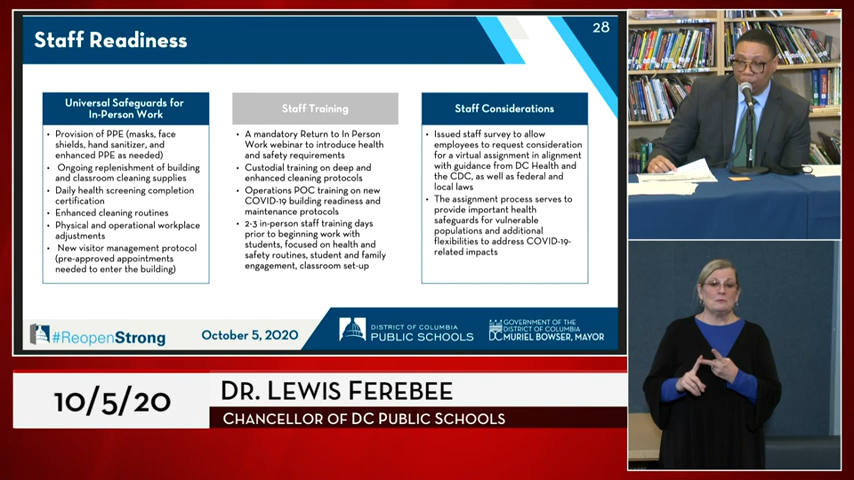 Staff Readiness
28
Universal Safeguards for
In-Person Work
• Provision of PPE (masks, face
shields, hand sanitizer, and
enhanced PPE as needed)
• Ongoing replenishment of building
and classroom cleaning supplies
• Daily health screening completion
certification
• Enhanced cleaning routines
• Physical and operational workplace
adjustments
• New visitor management protocol
(pre-approved appointments
needed to enter the building)
Staff Training
• A mandatory Return to In Person
Work webinar to introduce health
and safety requirements
• Custodial training on deep and
enhanced cleaning protocols
• Operations POC training on new
COVID-19 building readiness and
maintenance protocols
• 2-3 in-person staff training days
prior to beginning work with
students, focused on health and
safety routines, student and family
engagement, classroom set-up
Staff Considerations
• Issued staff survey to allow
employees to request consideration
for a virtual assignment in alignment
with guidance from DC Health and
the CDC, as well as federal and
local laws
• The assignment process serves to
provide important health
safeguards for vulnerable
populations and additional
flexibilities to address COVID-19-
related impacts
#ReopenStrong
October 5, 2020
DISTRICT OF COLUMBIA
PUBLIC SCHOOLS
GOVERNMENT OF THE
DISTRICT OF COLUMBIA
DC MURIEL BOWSER, MAYOR
10/5/20
DR. LEWIS FEREBEE
CHANCELLOR OF DC PUBLIC SCHOOLS